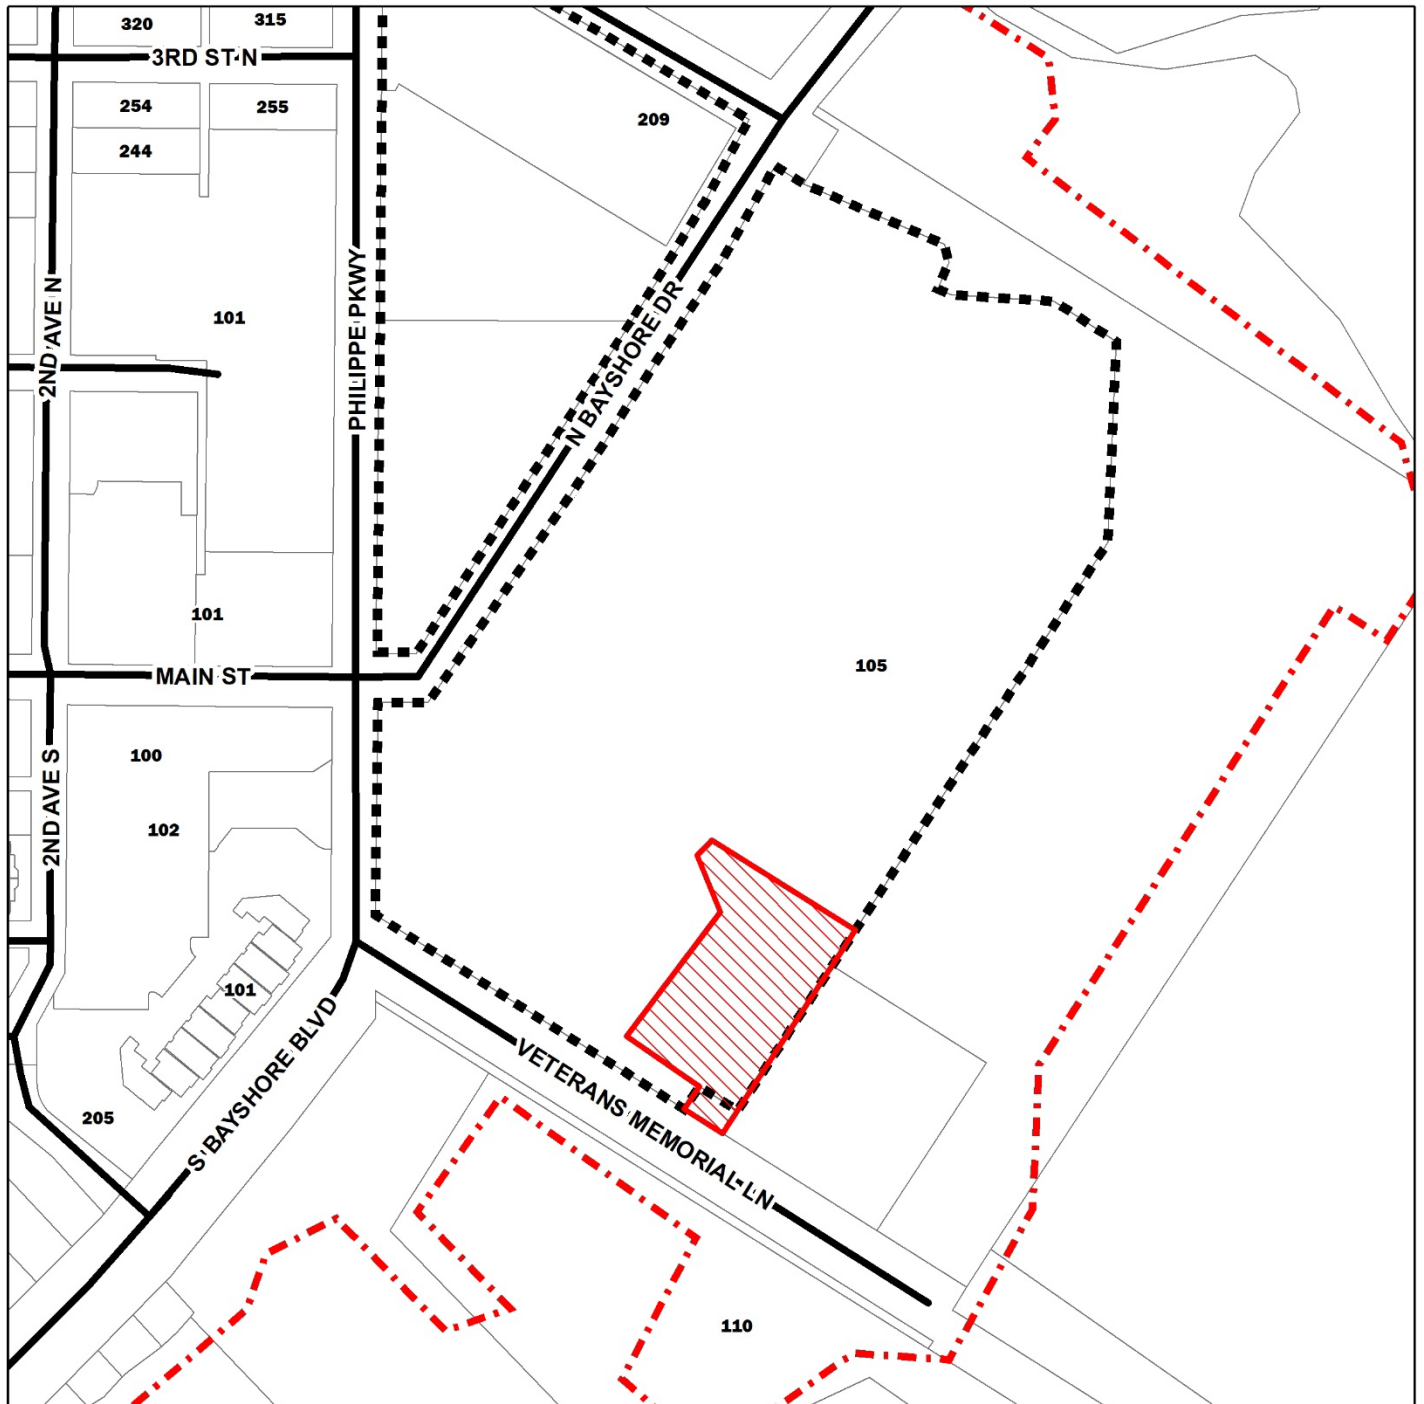 320
315
3RD ST N
254
255
209
244
2ND AVE N
PHILIPPE PKWY
101
N BAYSHORE DR
101
105
MAIN ST
100
2ND AVE S
102
101
S BAYSHORE BLVD
VETERANS MEMORIAL LN
205
110